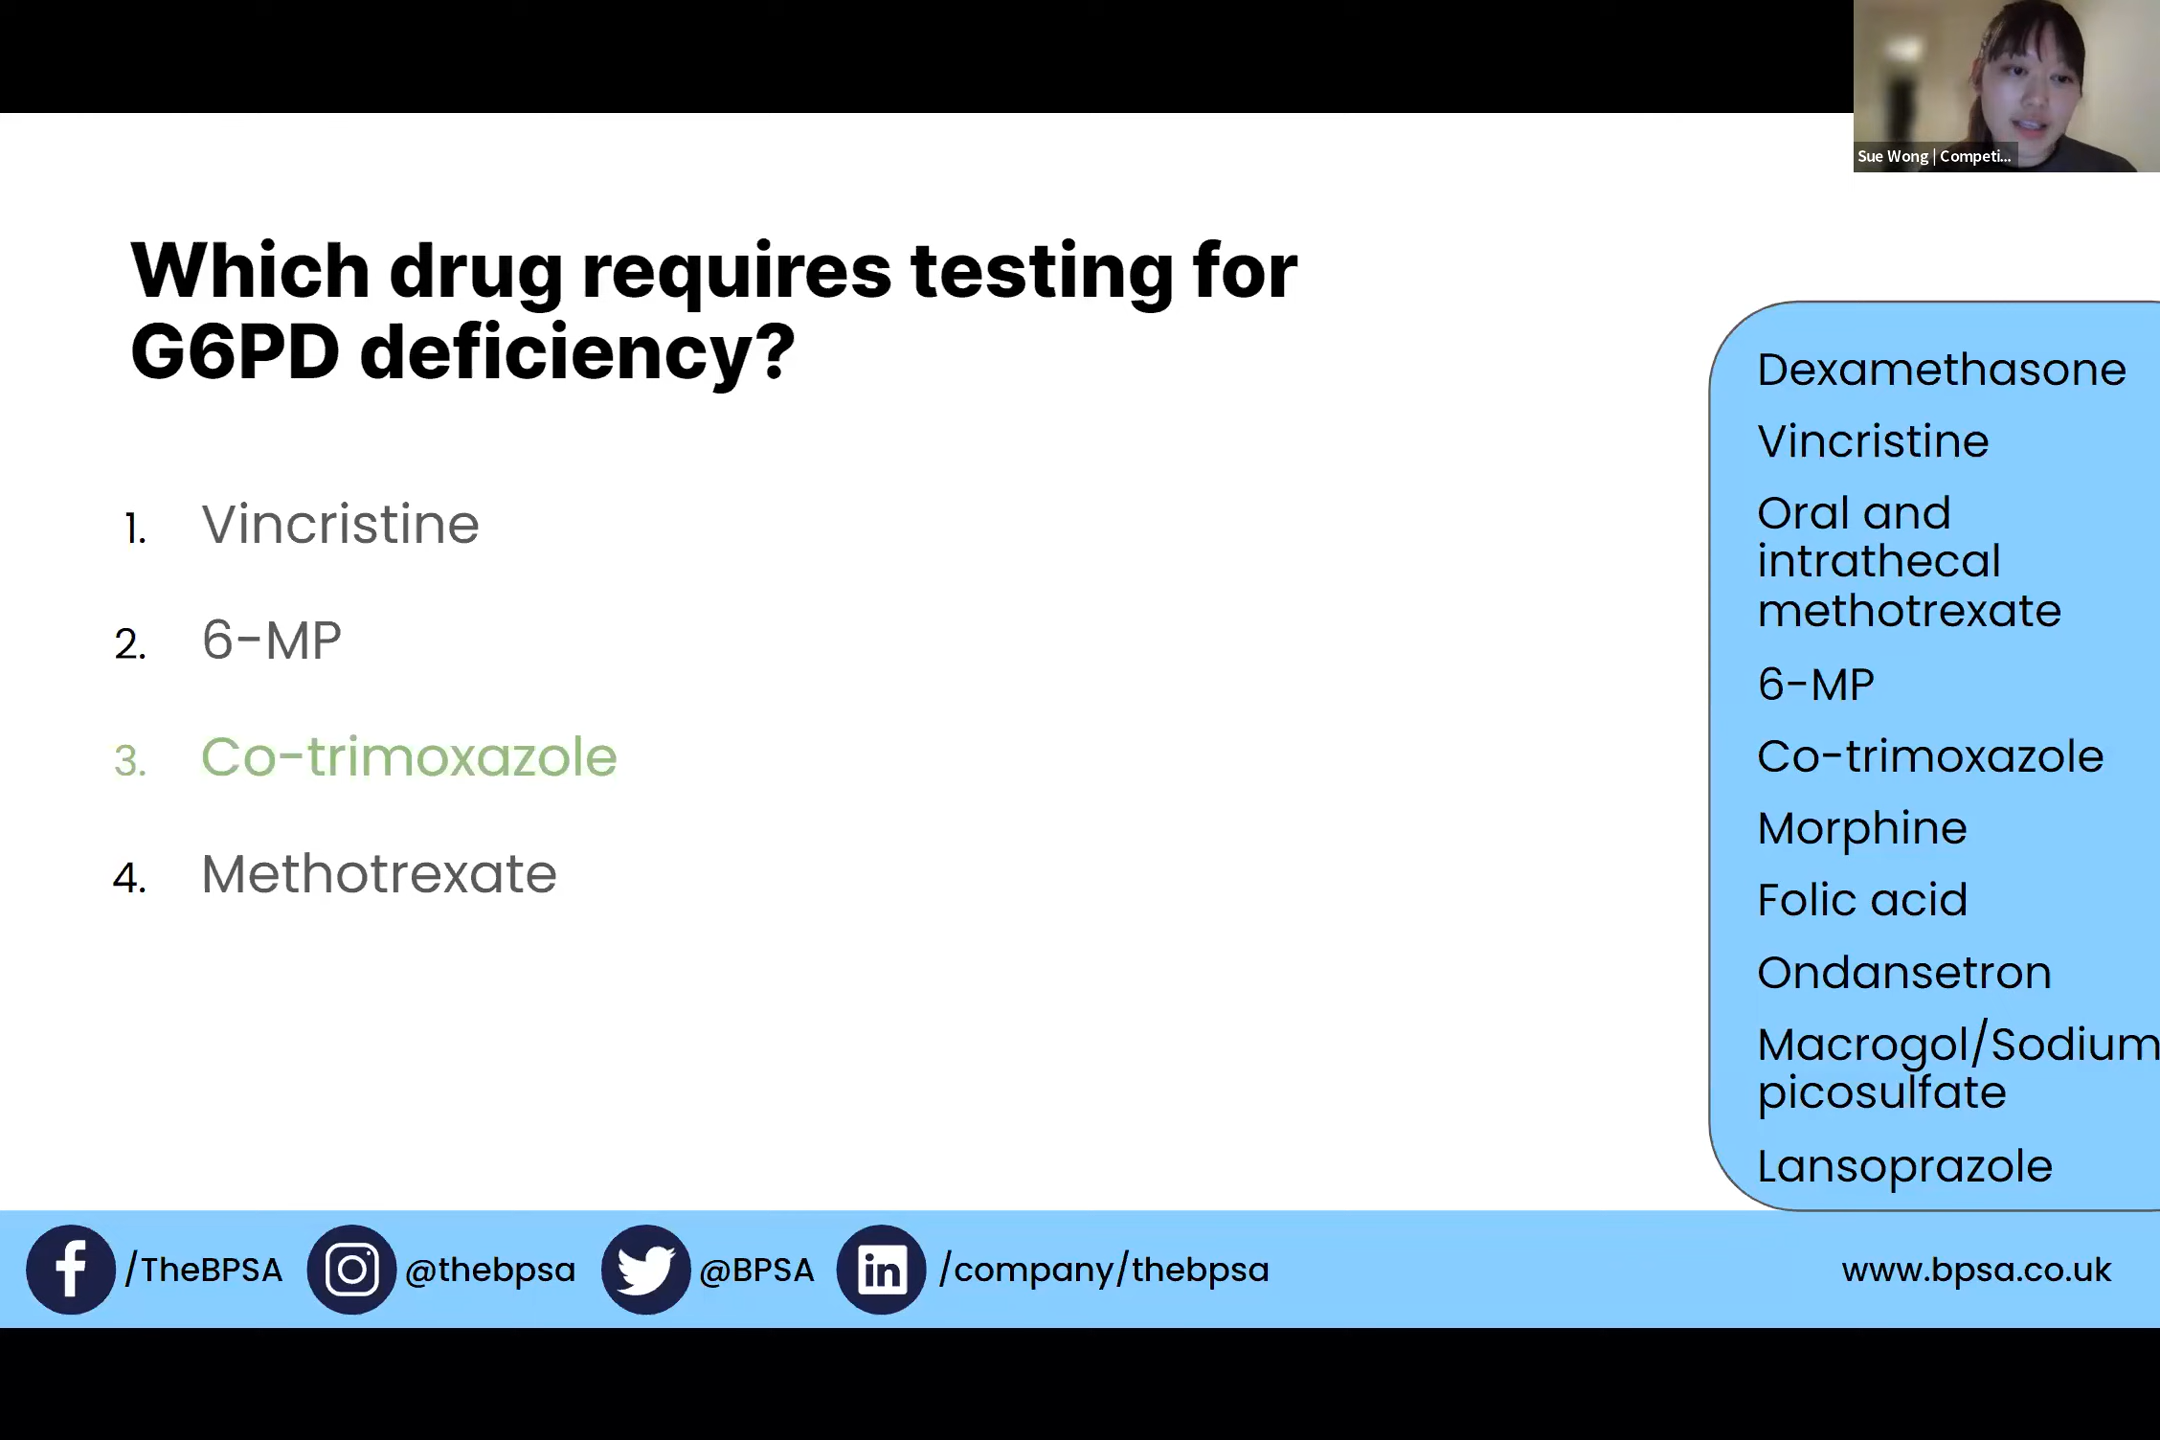 Sue Wong | Competi...
Which drug requires testing for
G6PD deficiency?
1. Vincristine
2. 6-MP
3. Co-trimoxazole
4. Methotrexate
Dexamethasone
Vincristine
Oral and
intrathecal
methotrexate
6-MP
Co-trimoxazole
Morphine
Folic acid
Ondansetron
Macrogol/Sodium
picosulfate
Lansoprazole
/TheBPSA @thebpsa @BPSA /company/thebpsa www.bpsa.co.uk